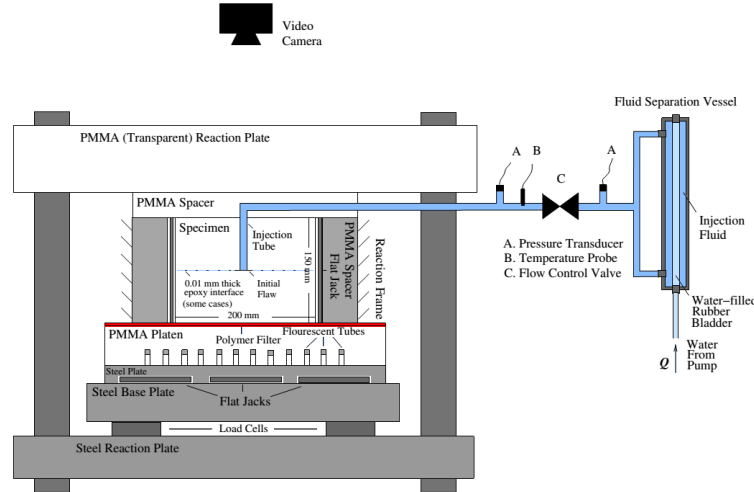 Video
Camera
Fluid Separation Vessel
PMMA (Transparent) Reaction Plate
A
B
C
A
PMMA Spacer
Specimen
Injection
Tube
150 mm
PMMA Spacer
Flat Jack
Reaction Frame
Injection
Fluid
A. Pressure Transducer
B. Temperature Probe
C. Flow Control Valve
0.01 mm thick
epoxy interface
(some cases)
Initial
Flaw
200 mm
Water-filled
Rubber
Bladder
PMMA Platen
Polymer Filter
Flourescent Tubes
Water
From
Pump
Q
Steel Plate
Steel Base Plate
Flat Jacks
Load Cells
Steel Reaction Plate